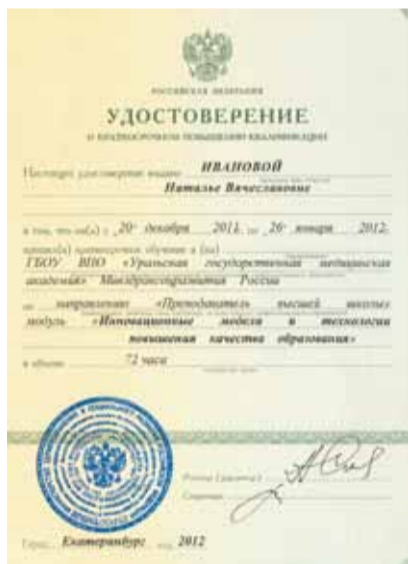 РОССИЙСКАЯ ФЕДЕРАЦИЯ
УДОСТОВЕРЕНИЕ
О КРАТКОСРОЧНОМ ПОВЫШЕНИИ КВАЛИФИКАЦИИ
Настоящее удостоверение выдано ИВАНОВОЙ
Наталье Вячеславовне
в том, что он(а) с „20“ декабря 2011 по „26“ января 2012,
прошел(а) краткосрочное обучение в (на)
ГБОУ ВПО «Уральская государственная медицинская
академия» Минздравсоцразвития России
по направлению «Преподаватель высшей школы»
модуль «Инновационные модели и технологии
повышения качества образования»
в объеме 72 часа
Ректор (директор)
Секретарь
Город Екатеринбург год 2012